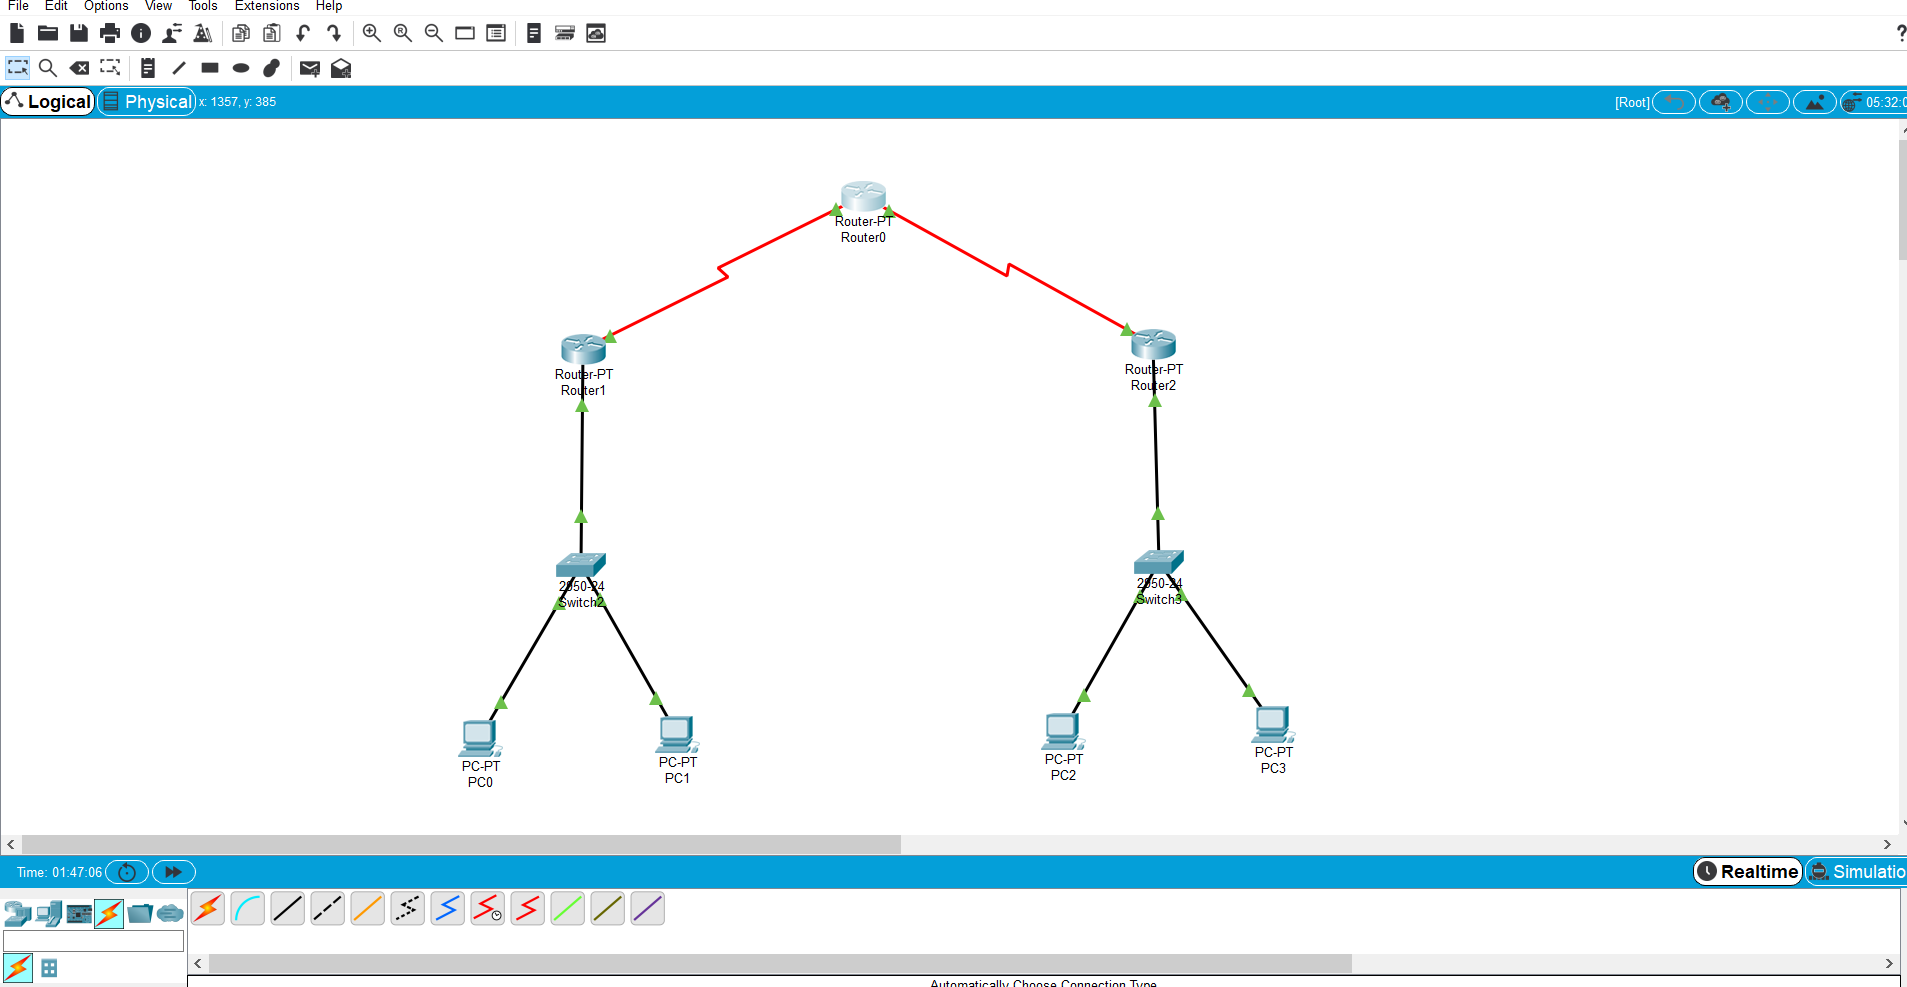 File Edit Options View Tools Extensions Help
?
Logical Physical x: 1357, y: 385 [Root] 05:32:0
Router-PT
Router0
Router-PT
Router1
Router-PT
Router2
2950-24
Switch2
2950-24
Switch3
PC-PT
PC0
PC-PT
PC1
PC-PT
PC2
PC-PT
PC3
Time: 01:47:06 Realtime Simulatio
Automatically Choose Connection Type